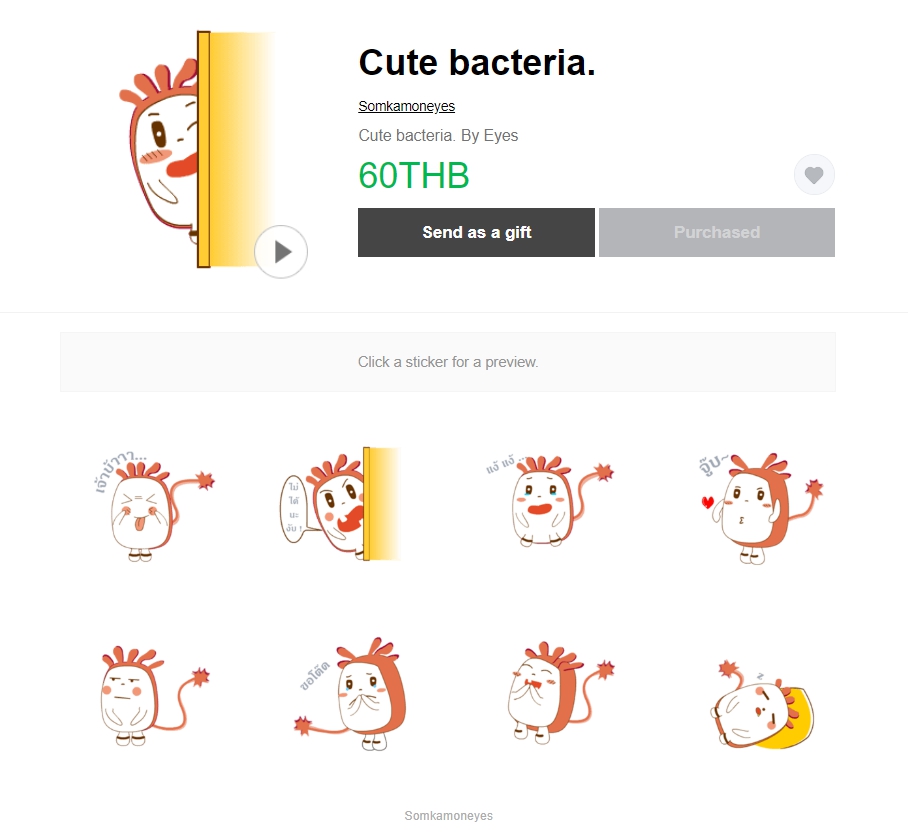 Cute bacteria.
Somkamoneyes
Cute bacteria. By Eyes
60THB
Send as a gift
Purchased
Click a sticker for a preview.
เจ้าบ้าาา...
ไม่
ได้
นะ
งับ !
แง้ แง้ ...
จู๊บ~
ขอโต๊ด
z
Somkamoneyes